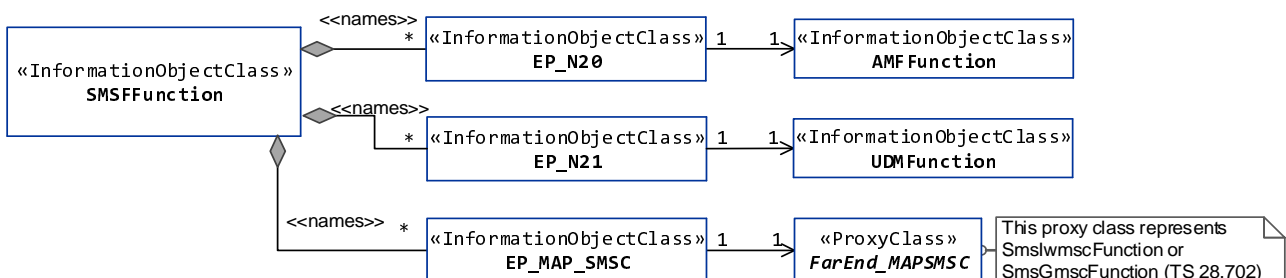 <<names>>
«InformationObjectClass»
SMSFFunction
*
«InformationObjectClass»
EP_N20
1
1
«InformationObjectClass»
AMFFunction
<<names>>
*
«InformationObjectClass»
EP_N21
1
1
«InformationObjectClass»
UDMFunction
<<names>>
*
«InformationObjectClass»
EP_MAP_SMSC
1
1
«ProxyClass»
FarEnd_MAPSMSC
This proxy class represents
SmsIwmscFunction or
SmsGmscFunction (TS 28.702)